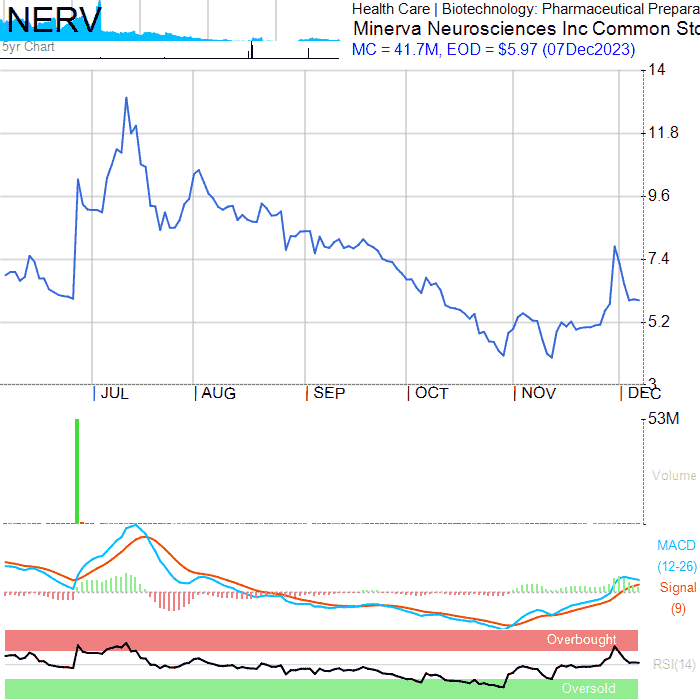 NERV
5yr Chart
Health Care | Biotechnology: Pharmaceutical Prepara
Minerva Neurosciences Inc Common Sto
MC = 41.7M, EOD = $5.97 (07Dec2023)
14
11.8
9.6
7.4
5.2
3
JUL AUG SEP OCT NOV DEC
53M
Volume
MACD
(12-26)
Signal
(9)
Overbought
RSI(14)
Oversold